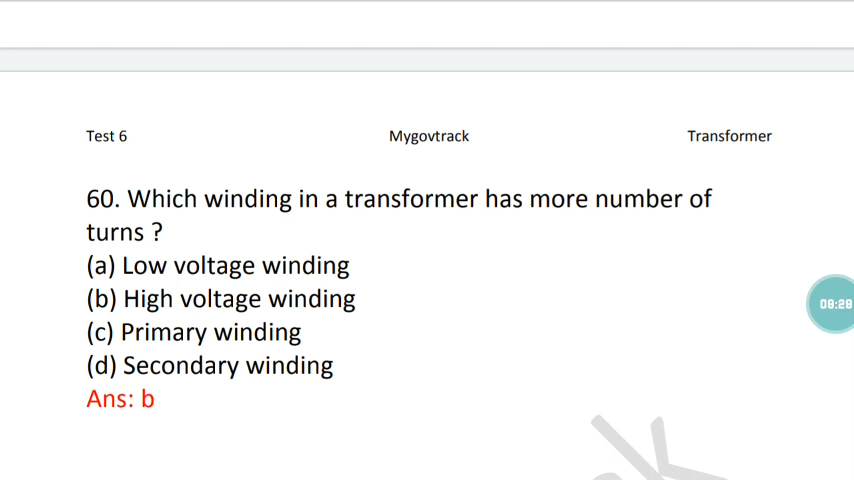 Test 6 Mygovtrack Transformer
60. Which winding in a transformer has more number of
turns ?
(a) Low voltage winding
(b) High voltage winding
(c) Primary winding
(d) Secondary winding
Ans: b
08:28